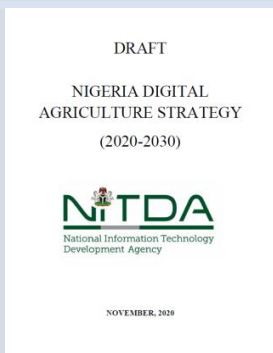 DRAFT
NIGERIA DIGITAL
AGRICULTURE STRATEGY
(2020-2030)
NiTDA
National Information Technology
Development Agency
NOVEMBER, 2020